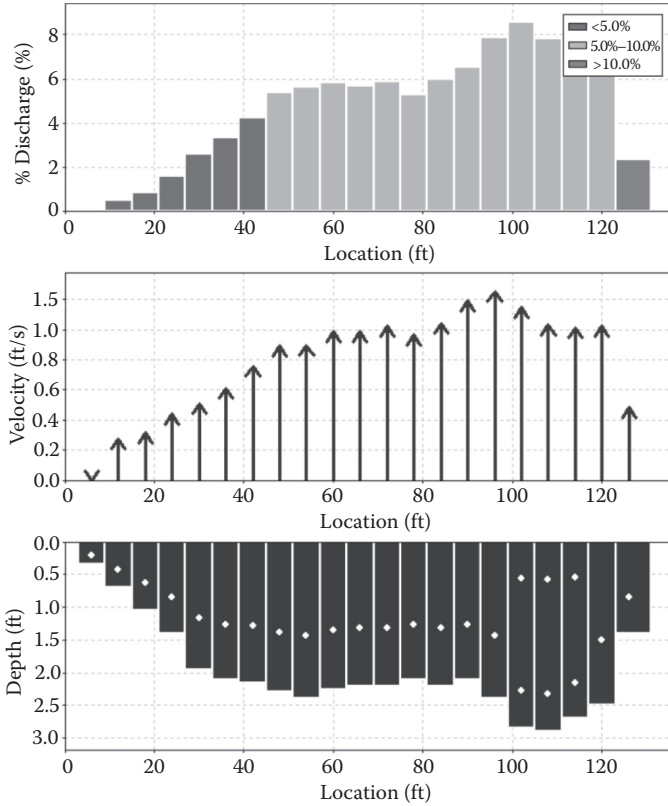 8
6
4
2
0
% Discharge (%)
<5.0%
5.0%–10.0%
>10.0%
0 20 40 60 80 100 120
Location (ft)
1.5
1.0
0.8
0.6
0.4
0.2
0.0
Velocity (ft/s)
0 20 40 60 80 100 120
Location (ft)
0.0
0.5
1.0
1.5
2.0
2.5
3.0
Depth (ft)
0 20 40 60 80 100 120
Location (ft)